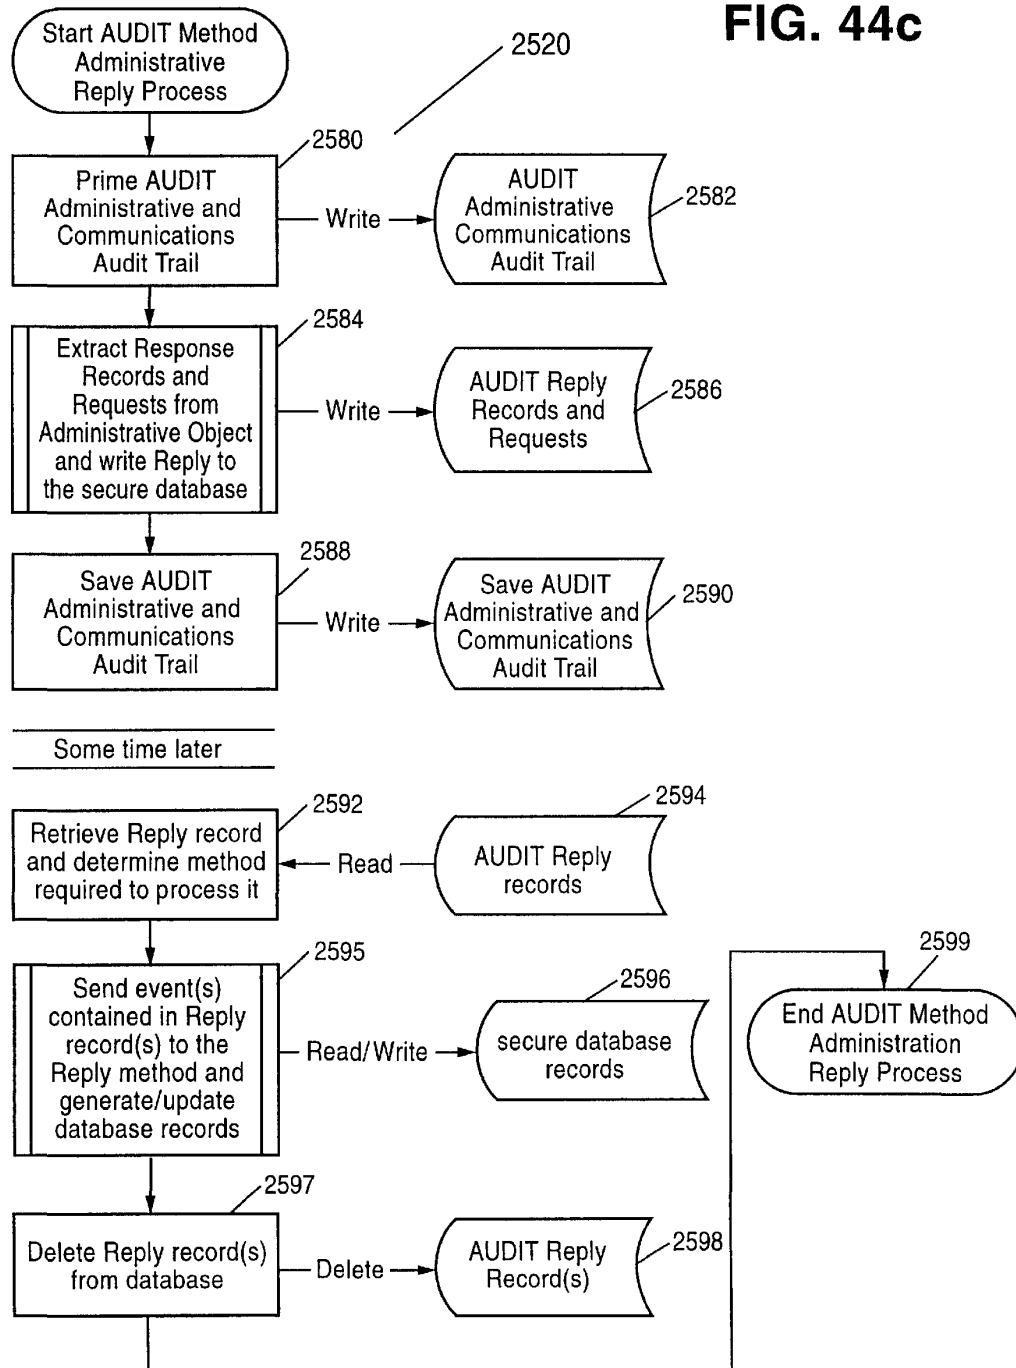 FIG. 44c
Start AUDIT Method
Administrative
Reply Process
2520
2580
Prime AUDIT
Administrative and
Communications
Audit Trail
Write
AUDIT
Administrative
Communications
Audit Trail
2582
2584
Extract Response
Records and
Requests from
Administrative Object
and write Reply to
the secure database
Write
AUDIT Reply
Records and
Requests
2586
2588
Save AUDIT
Administrative and
Communications
Audit Trail
Write
Save AUDIT
Administrative and
Communications
Audit Trail
2590
Some time later
2592
Retrieve Reply record
and determine method
required to process it
Read
2594
AUDIT Reply
records
2595
Send event(s)
contained in Reply
record(s) to the
Reply method and
generate/update
database records
Read/Write
2596
secure database
records
2599
End AUDIT Method
Administration
Reply Process
2597
Delete Reply record(s)
from database
Delete
AUDIT Reply
Record(s)
2598